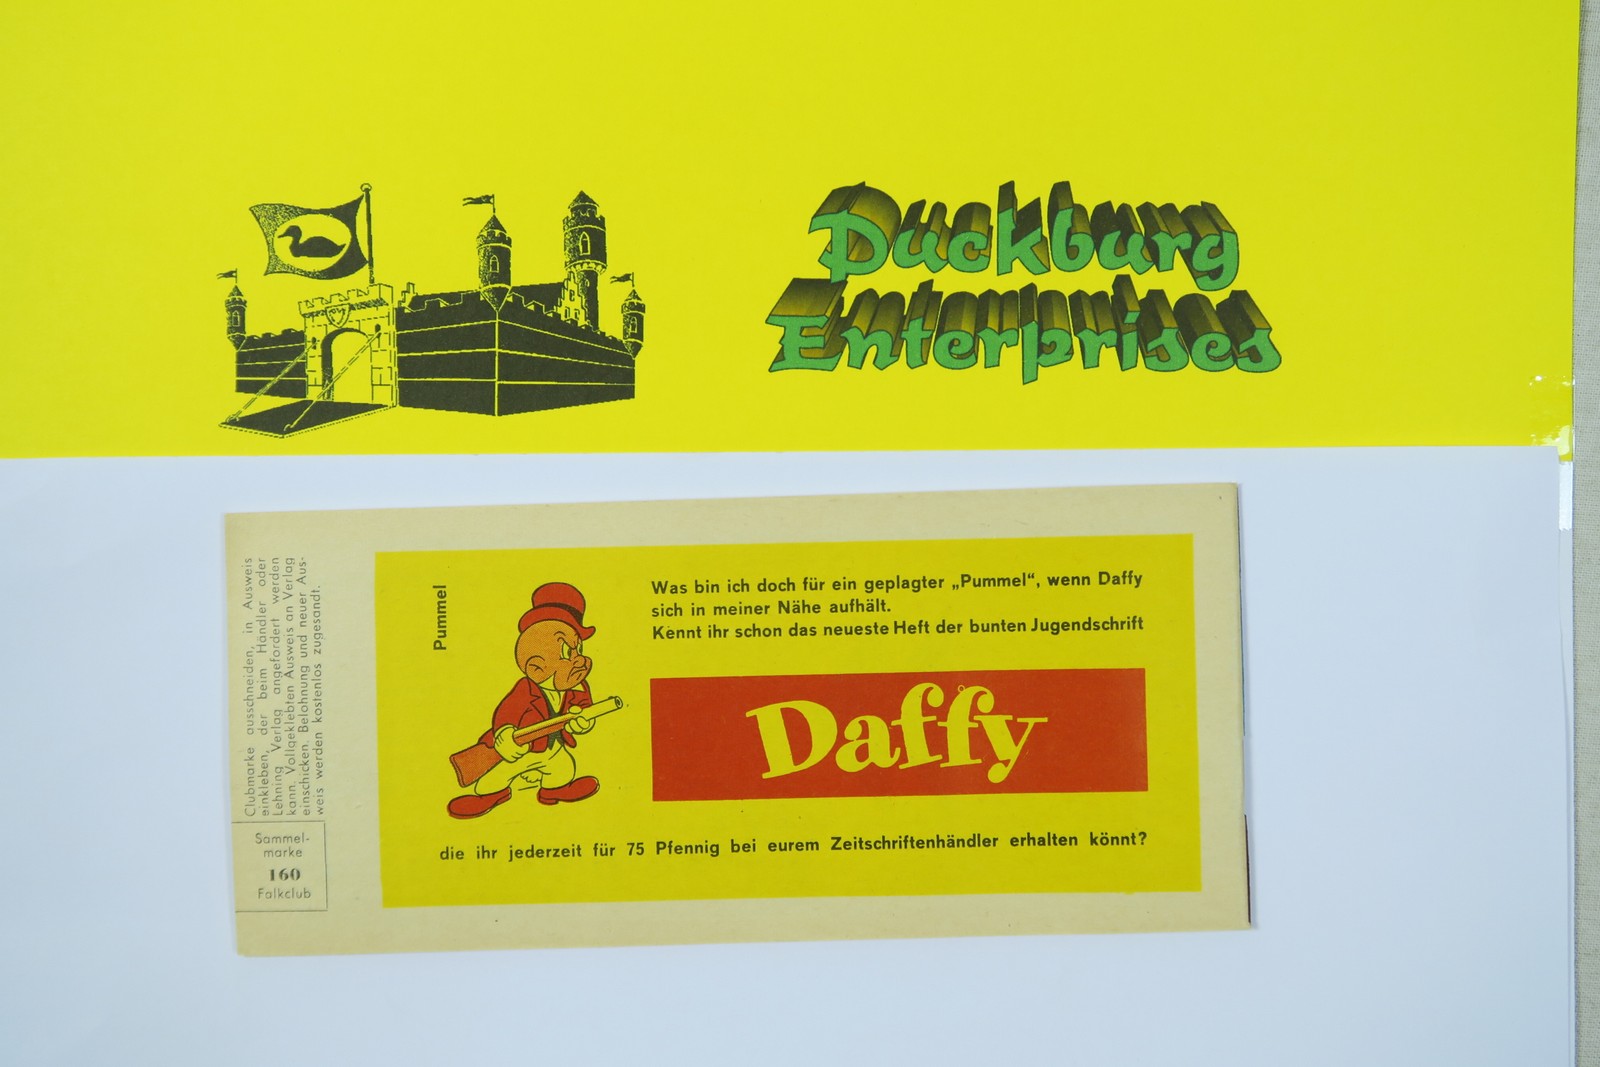 Duckburg
Enterprises
Clubmarke ausschneiden, in Ausweis
einkleben, der beim Händler oder
Lehning Verlag angefordert werden
kann. Vollgeklebten Ausweis an Verlag
einschicken. Belohnung und neuer Aus-
weis werden kostenlos zugesandt.
Sammel-
marke
160
Falkclub
Pummel
Was bin ich doch für ein geplagter „Pummel“, wenn Daffy
sich in meiner Nähe aufhält.
Kennt ihr schon das neueste Heft der bunten Jugendschrift
Daffy
die ihr jederzeit für 75 Pfennig bei eurem Zeitschriftenhändler erhalten könnt?